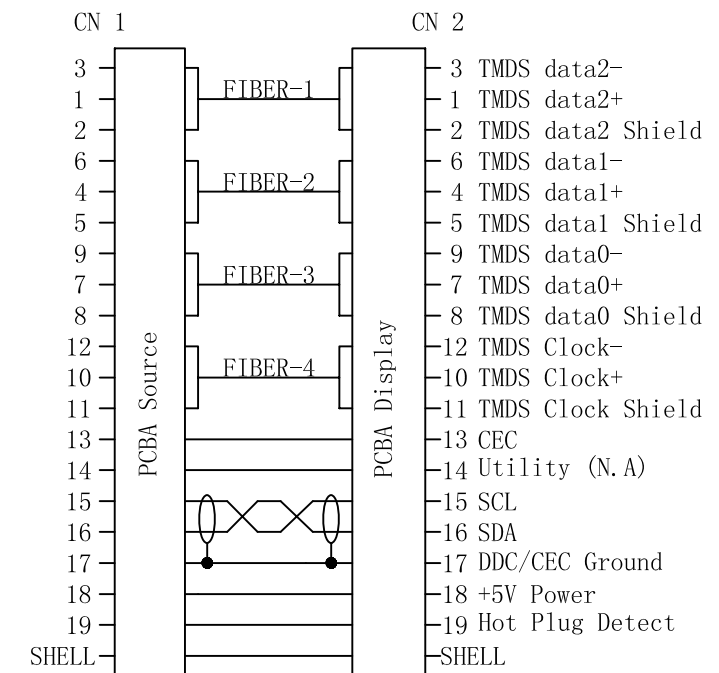 CN 1 CN 2
3 FIBER-1 3 TMDS data2-
1 1 TMDS data2+
2 2 TMDS data2 Shield
6 FIBER-2 6 TMDS data1-
4 4 TMDS data1+
5 5 TMDS data1 Shield
9 FIBER-3 9 TMDS data0-
7 7 TMDS data0+
8 8 TMDS data0 Shield
12 FIBER-4 12 TMDS Clock-
10 10 TMDS Clock+
11 11 TMDS Clock Shield
PCBA Source
PCBA Display
13 13 CEC
14 14 Utility (N.A)
15 15 SCL
16 16 SDA
17 17 DDC/CEC Ground
18 18 +5V Power
19 19 Hot Plug Detect
SHELL SHELL